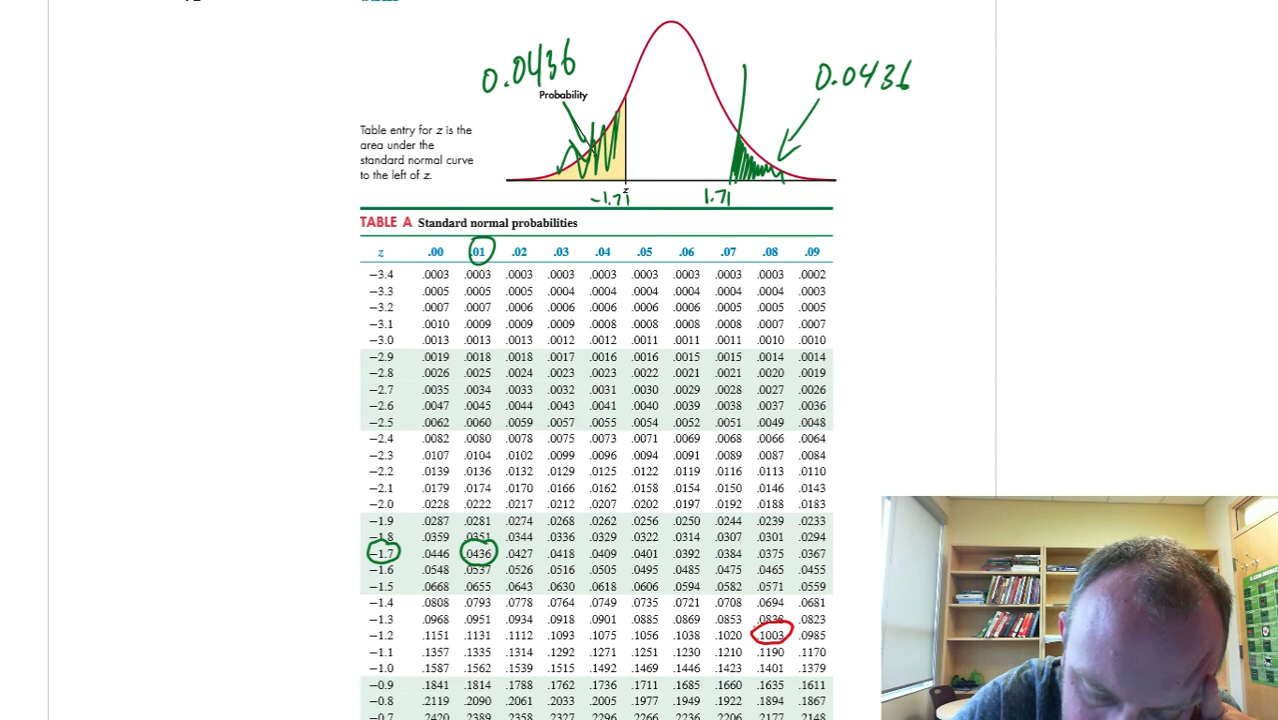 0.0436
0.0436
Probability
Table entry for z is the
area under the
standard normal curve
to the left of z.
z
-1.71
1.71
TABLE A Standard normal probabilities
z .00 .01 .02 .03 .04 .05 .06 .07 .08 .09
−3.4 .0003 .0003 .0003 .0003 .0003 .0003 .0003 .0003 .0003 .0002
−3.3 .0005 .0005 .0005 .0004 .0004 .0004 .0004 .0004 .0004 .0003
−3.2 .0007 .0007 .0006 .0006 .0006 .0006 .0006 .0005 .0005 .0005
−3.1 .0010 .0009 .0009 .0009 .0008 .0008 .0008 .0008 .0007 .0007
−3.0 .0013 .0013 .0013 .0012 .0012 .0011 .0011 .0011 .0010 .0010
−2.9 .0019 .0018 .0018 .0017 .0016 .0016 .0015 .0015 .0014 .0014
−2.8 .0026 .0025 .0024 .0023 .0023 .0022 .0021 .0021 .0020 .0019
−2.7 .0035 .0034 .0033 .0032 .0031 .0030 .0029 .0028 .0027 .0026
−2.6 .0047 .0045 .0044 .0043 .0041 .0040 .0039 .0038 .0037 .0036
−2.5 .0062 .0060 .0059 .0057 .0055 .0054 .0052 .0051 .0049 .0048
−2.4 .0082 .0080 .0078 .0075 .0073 .0071 .0069 .0068 .0066 .0064
−2.3 .0107 .0104 .0102 .0099 .0096 .0094 .0091 .0089 .0087 .0084
−2.2 .0139 .0136 .0132 .0129 .0125 .0122 .0119 .0116 .0113 .0110
−2.1 .0179 .0174 .0170 .0166 .0162 .0158 .0154 .0150 .0146 .0143
−2.0 .0228 .0222 .0217 .0212 .0207 .0202 .0197 .0192 .0188 .0183
−1.9 .0287 .0281 .0274 .0268 .0262 .0256 .0250 .0244 .0239 .0233
−1.8 .0359 .0351 .0344 .0336 .0329 .0322 .0314 .0307 .0301 .0294
−1.7 .0446 .0436 .0427 .0418 .0409 .0401 .0392 .0384 .0375 .0367
−1.6 .0548 .0537 .0526 .0516 .0505 .0495 .0485 .0475 .0465 .0455
−1.5 .0668 .0655 .0643 .0630 .0618 .0606 .0594 .0582 .0571 .0559
−1.4 .0808 .0793 .0778 .0764 .0749 .0735 .0721 .0708 .0694 .0681
−1.3 .0968 .0951 .0934 .0918 .0901 .0885 .0869 .0853 .0838 .0823
−1.2 .1151 .1131 .1112 .1093 .1075 .1056 .1038 .1020 .1003 .0985
−1.1 .1357 .1335 .1314 .1292 .1271 .1251 .1230 .1210 .1190 .1170
−1.0 .1587 .1562 .1539 .1515 .1492 .1469 .1446 .1423 .1401 .1379
−0.9 .1841 .1814 .1788 .1762 .1736 .1711 .1685 .1660 .1635 .1611
−0.8 .2119 .2090 .2061 .2033 .2005 .1977 .1949 .1922 .1894 .1867
−0.7 .2420 .2389 .2358 .2327 .2296 .2266 .2236 .2206 .2177 .2148